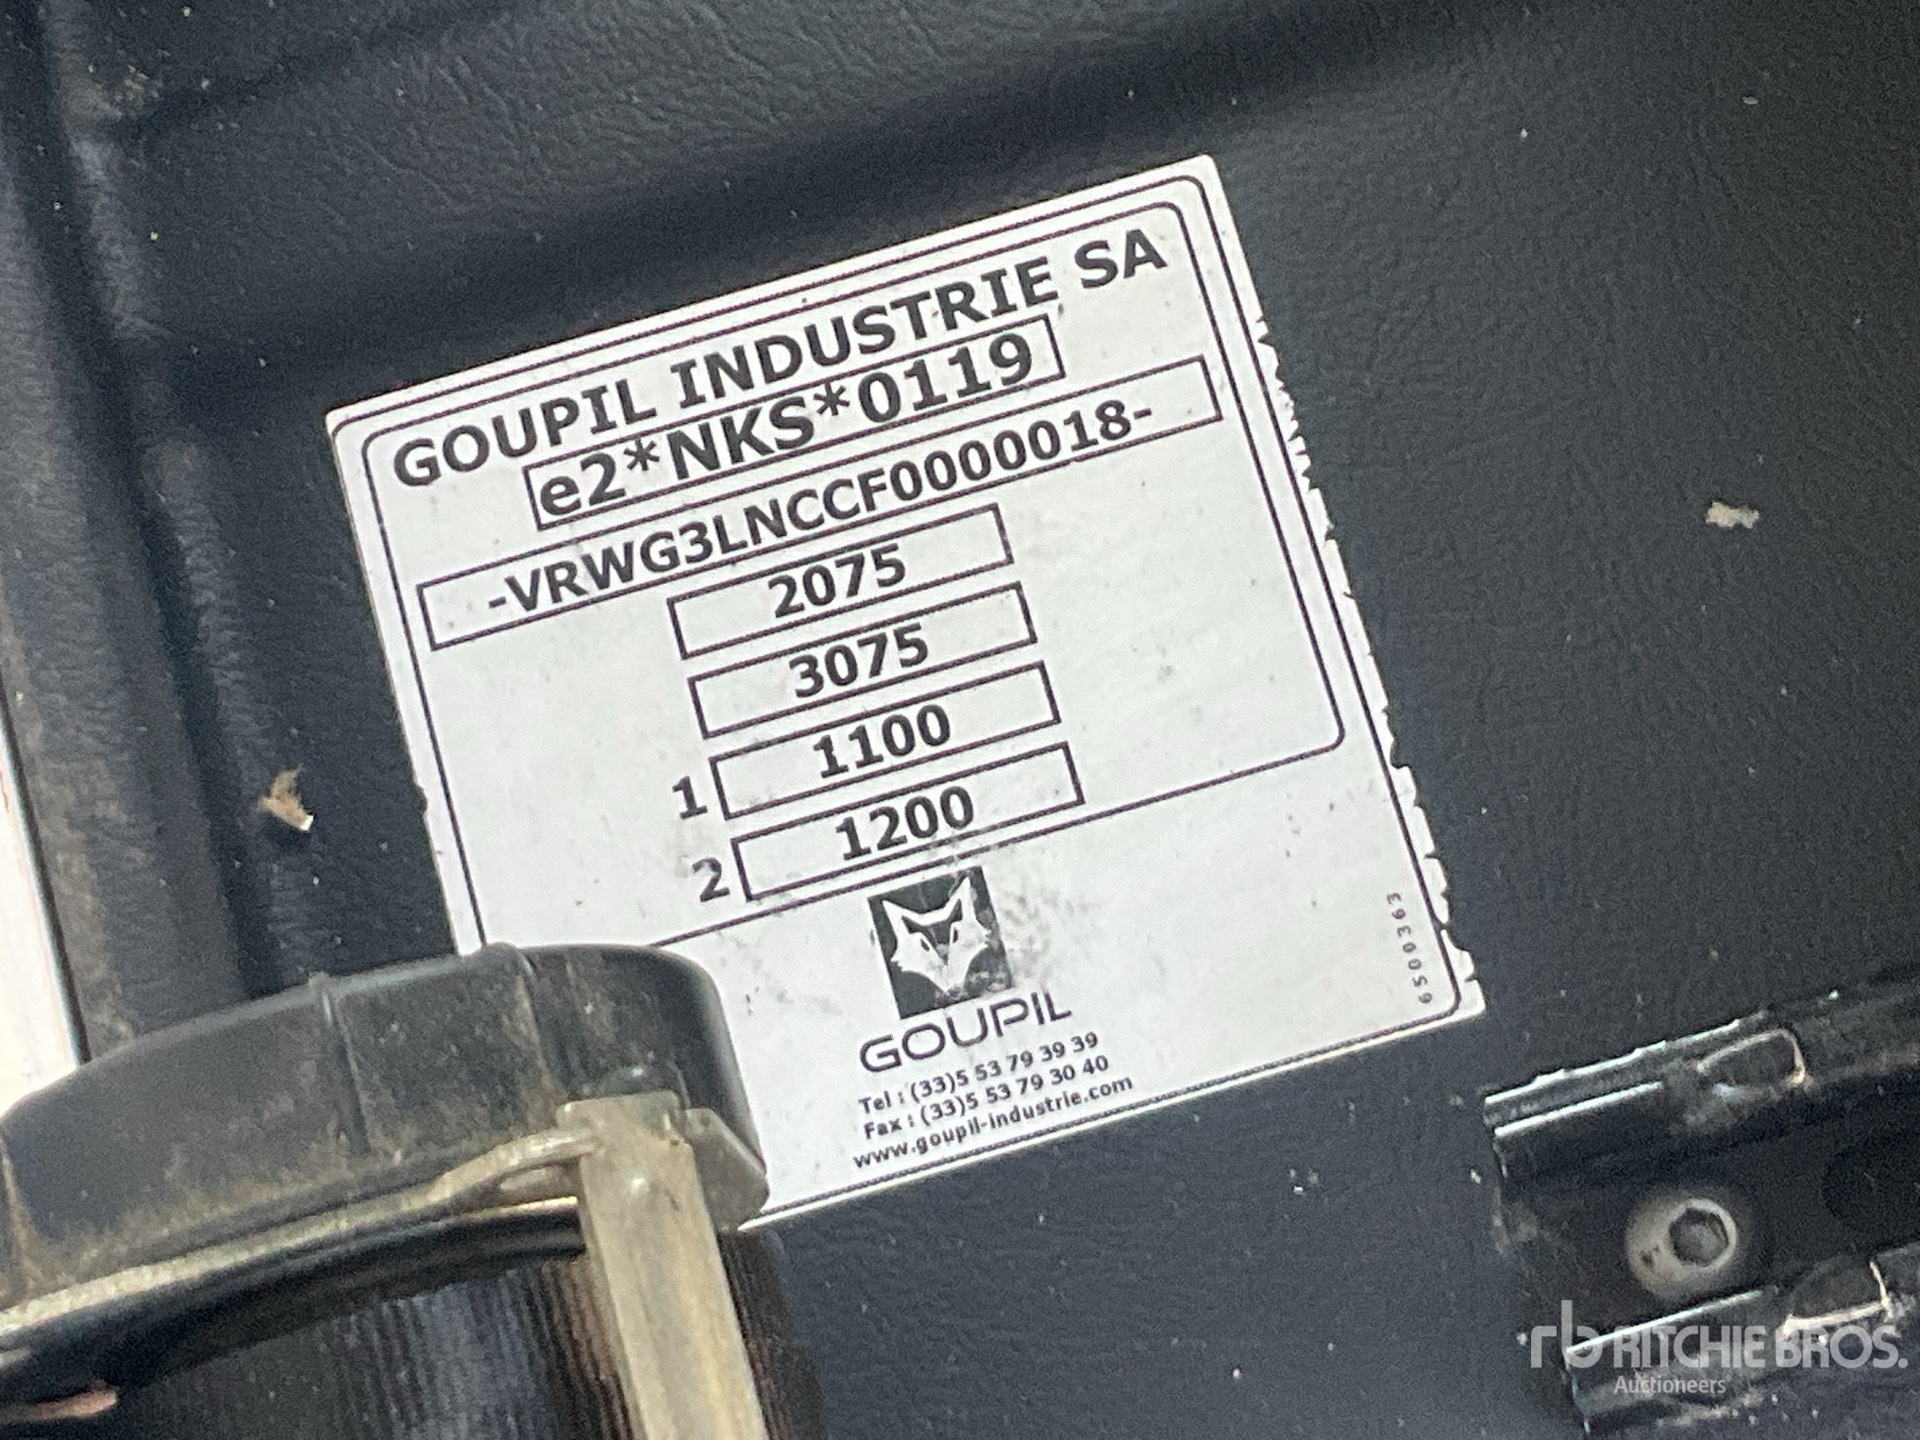 GOUPIL INDUSTRIE SA
e2*NKS*0119
-VRWG3LNCCF0000018-
2075
3075
1 1100
2 1200
GOUPIL
Tel : (33)5 53 79 39 39
Fax : (33)5 53 79 30 40
www.goupil-industrie.com
6500363
rb RITCHIE BROS.
Auctioneers